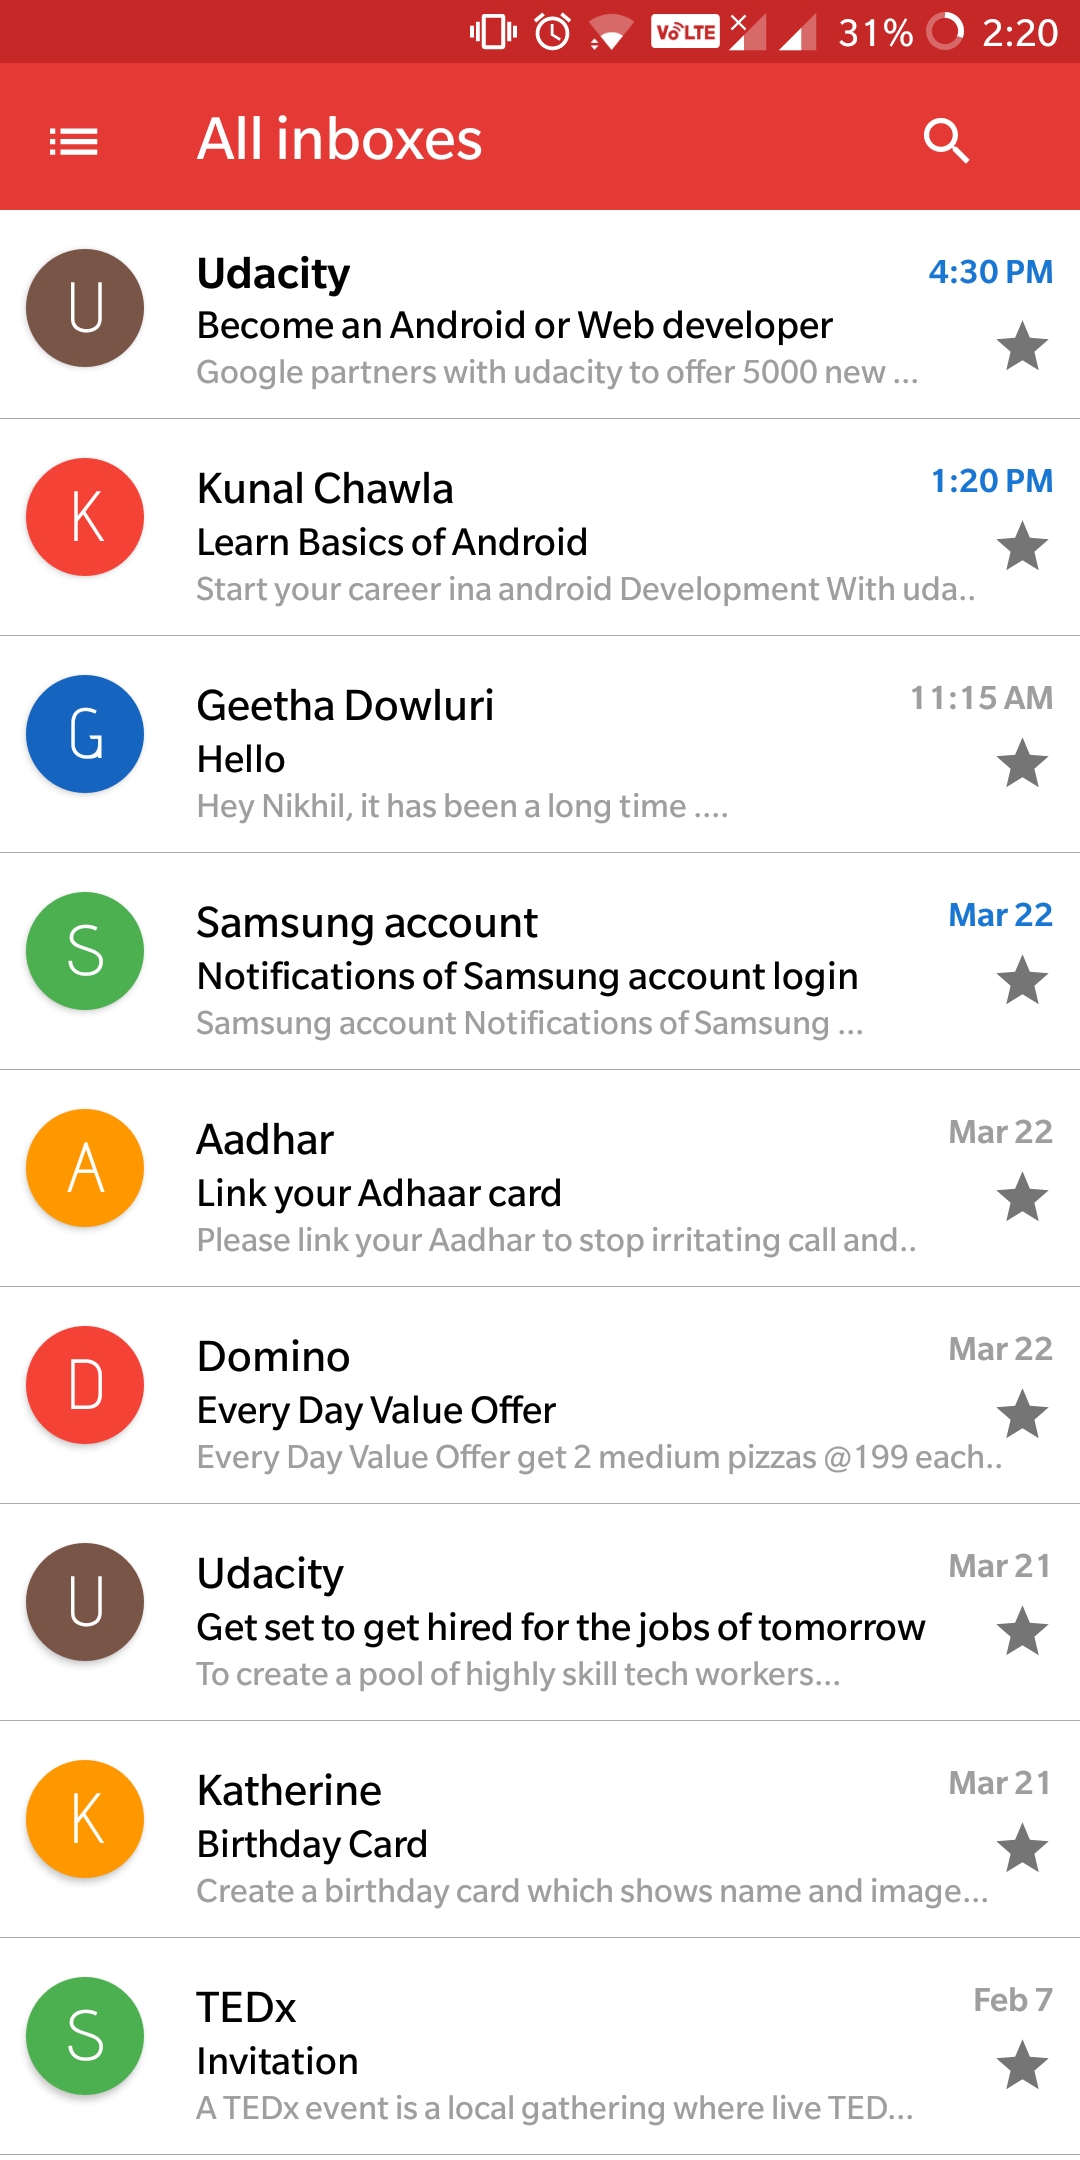 VoLTE 31% 2:20
All inboxes
U
Udacity 4:30 PM
Become an Android or Web developer
Google partners with udacity to offer 5000 new ...
K
Kunal Chawla 1:20 PM
Learn Basics of Android
Start your career ina android Development With uda..
G
Geetha Dowluri 11:15 AM
Hello
Hey Nikhil, it has been a long time ....
S
Samsung account Mar 22
Notifications of Samsung account login
Samsung account Notifications of Samsung ...
A
Aadhar Mar 22
Link your Adhaar card
Please link your Aadhar to stop irritating call and..
D
Domino Mar 22
Every Day Value Offer
Every Day Value Offer get 2 medium pizzas @199 each..
U
Udacity Mar 21
Get set to get hired for the jobs of tomorrow
To create a pool of highly skill tech workers...
K
Katherine Mar 21
Birthday Card
Create a birthday card which shows name and image...
S
TEDx Feb 7
Invitation
A TEDx event is a local gathering where live TED...